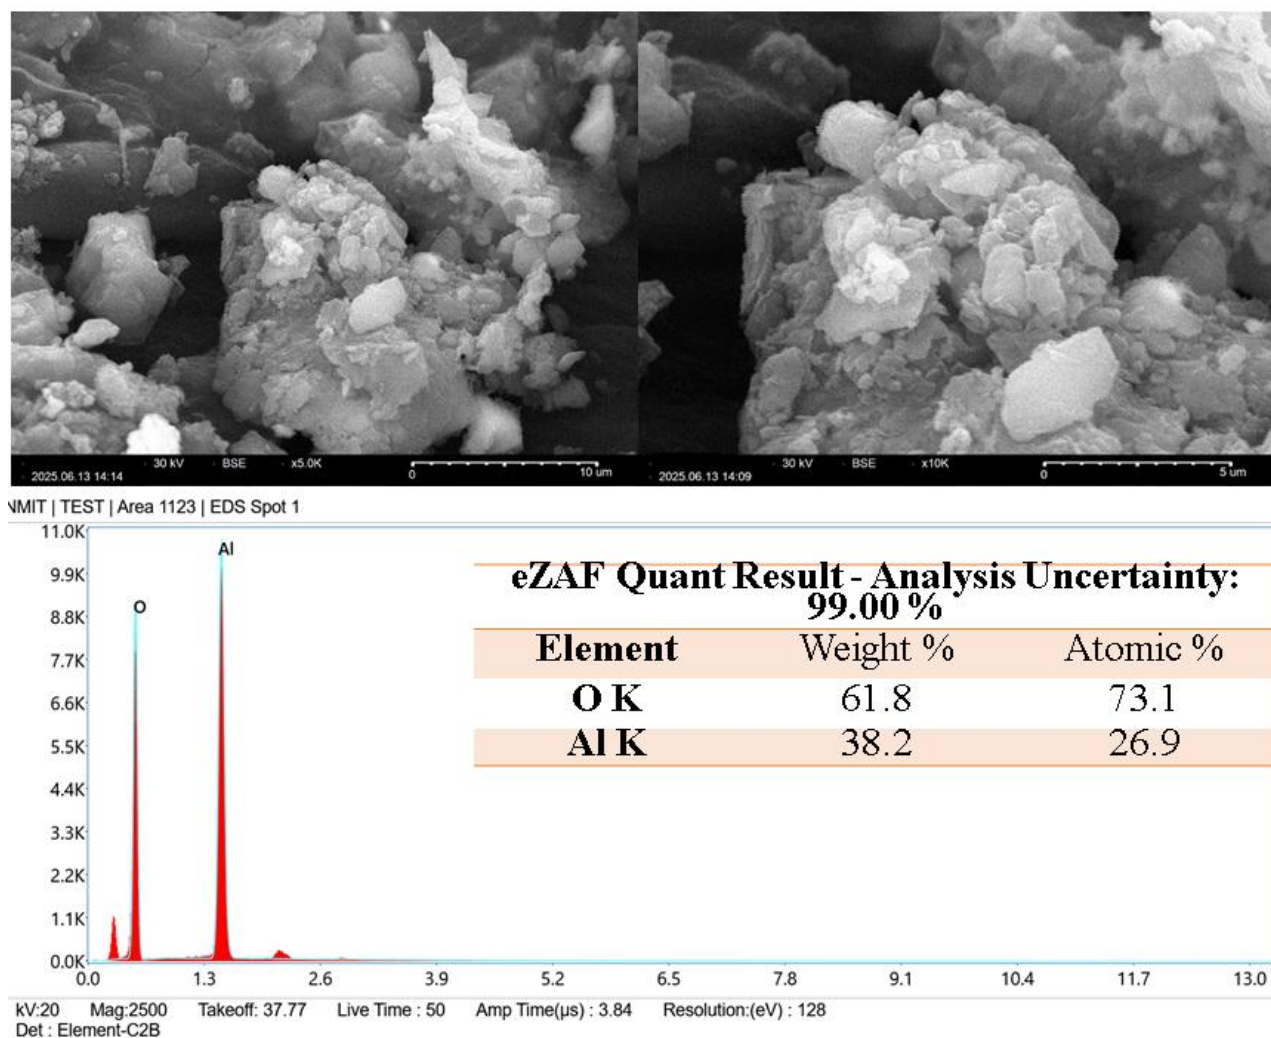 2025.06.13 14:14 30 kV BSE x5.0K 0 10 um
2025.06.13 14:09 30 kV BSE x10K 0 5 um
NMIT | TEST | Area 1123 | EDS Spot 1
11.0K
9.9K
8.8K
7.7K
6.6K
5.5K
4.4K
3.3K
2.2K
1.1K
0.0K
O
Al
eZAF Quant Result - Analysis Uncertainty:
99.00 %
Element Weight % Atomic %
O K 61.8 73.1
Al K 38.2 26.9
0.0 1.3 2.6 3.9 5.2 6.5 7.8 9.1 10.4 11.7 13.0
kV:20 Mag:2500 Takeoff: 37.77 Live Time : 50 Amp Time(µs) : 3.84 Resolution:(eV) : 128
Det : Element-C2B